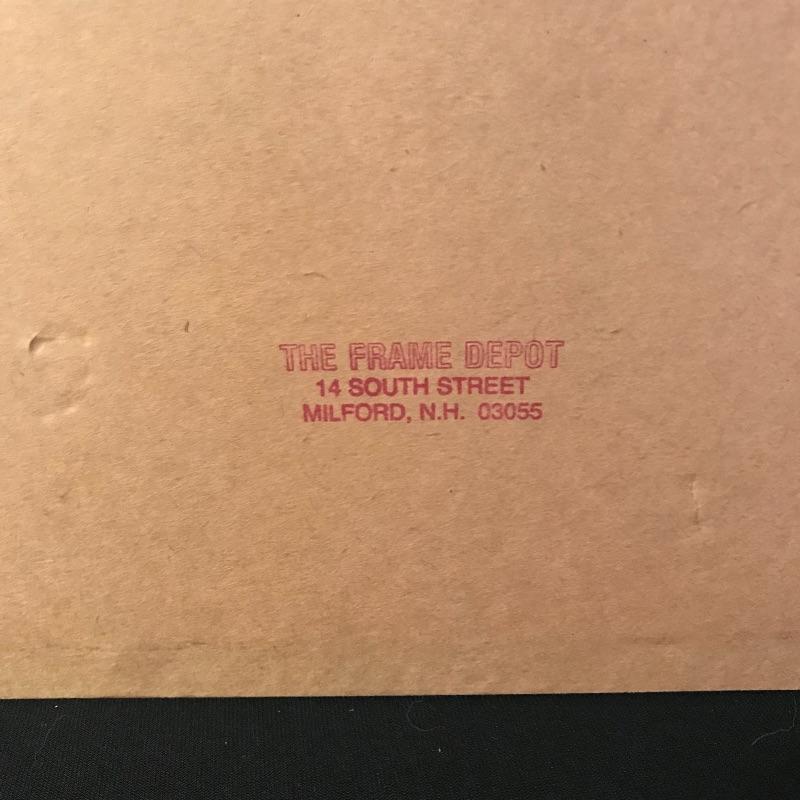 THE FRAME DEPOT
14 SOUTH STREET
MILFORD, N.H. 03055